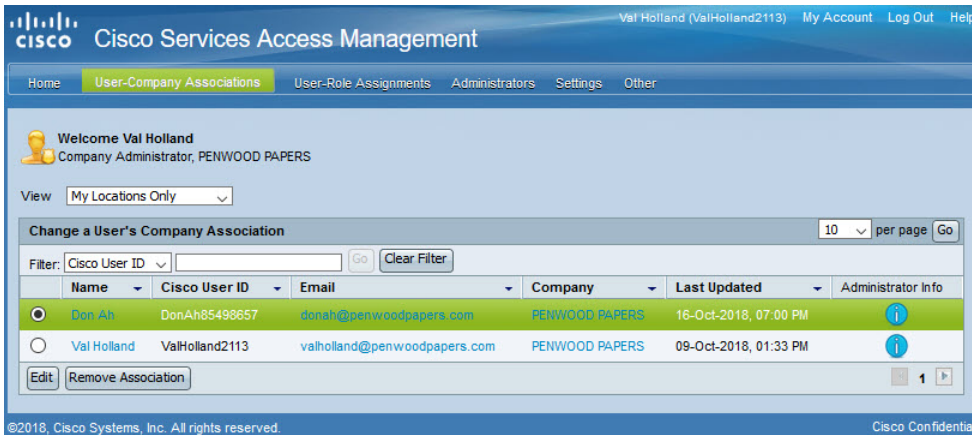 Val Holland (ValHolland2113) My Account Log Out Help
CISCO Cisco Services Access Management
Home User-Company Associations User-Role Assignments Administrators Settings Other
Welcome Val Holland
Company Administrator, PENWOOD PAPERS
View My Locations Only
Change a User's Company Association 10 per page Go
Filter: Cisco User ID Go Clear Filter
Name Cisco User ID Email Company Last Updated Administrator Info
Don Ah DonAh85498657 donah@penwoodpapers.com PENWOOD PAPERS 16-Oct-2018, 07:00 PM
Val Holland ValHolland2113 valholland@penwoodpapers.com PENWOOD PAPERS 09-Oct-2018, 01:33 PM
Edit Remove Association 1
©2018, Cisco Systems, Inc. All rights reserved. Cisco Confidentia